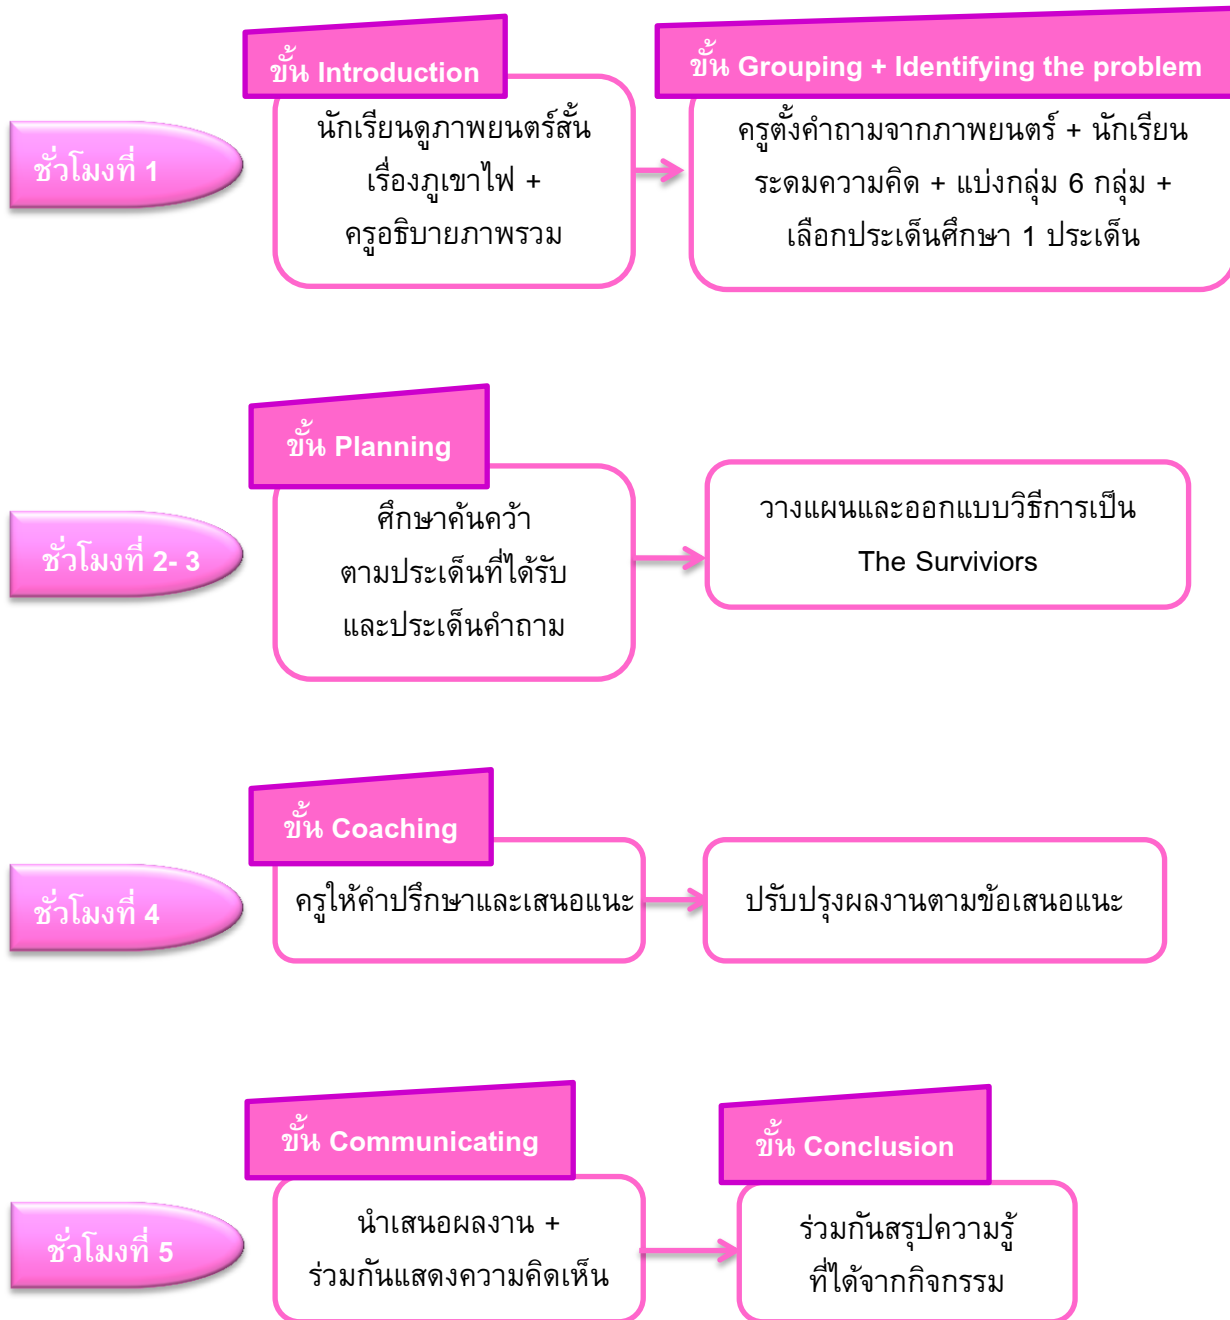 ชั่วโมงที่ 1
ขั้น Introduction
นักเรียนดูภาพยนตร์สั้น
เรื่องภูเขาไฟ +
ครูอธิบายภาพรวม
ขั้น Grouping + Identifying the problem
ครูตั้งคำถามจากภาพยนตร์ + นักเรียน
ระดมความคิด + แบ่งกลุ่ม 6 กลุ่ม +
เลือกประเด็นศึกษา 1 ประเด็น
ชั่วโมงที่ 2- 3
ขั้น Planning
ศึกษาค้นคว้า
ตามประเด็นที่ได้รับ
และประเด็นคำถาม
วางแผนและออกแบบวิธีการเป็น
The Surviviors
ชั่วโมงที่ 4
ขั้น Coaching
ครูให้คำปรึกษาและเสนอแนะ
ปรับปรุงผลงานตามข้อเสนอแนะ
ชั่วโมงที่ 5
ขั้น Communicating
นำเสนอผลงาน +
ร่วมกันแสดงความคิดเห็น
ขั้น Conclusion
ร่วมกันสรุปความรู้
ที่ได้จากกิจกรรม